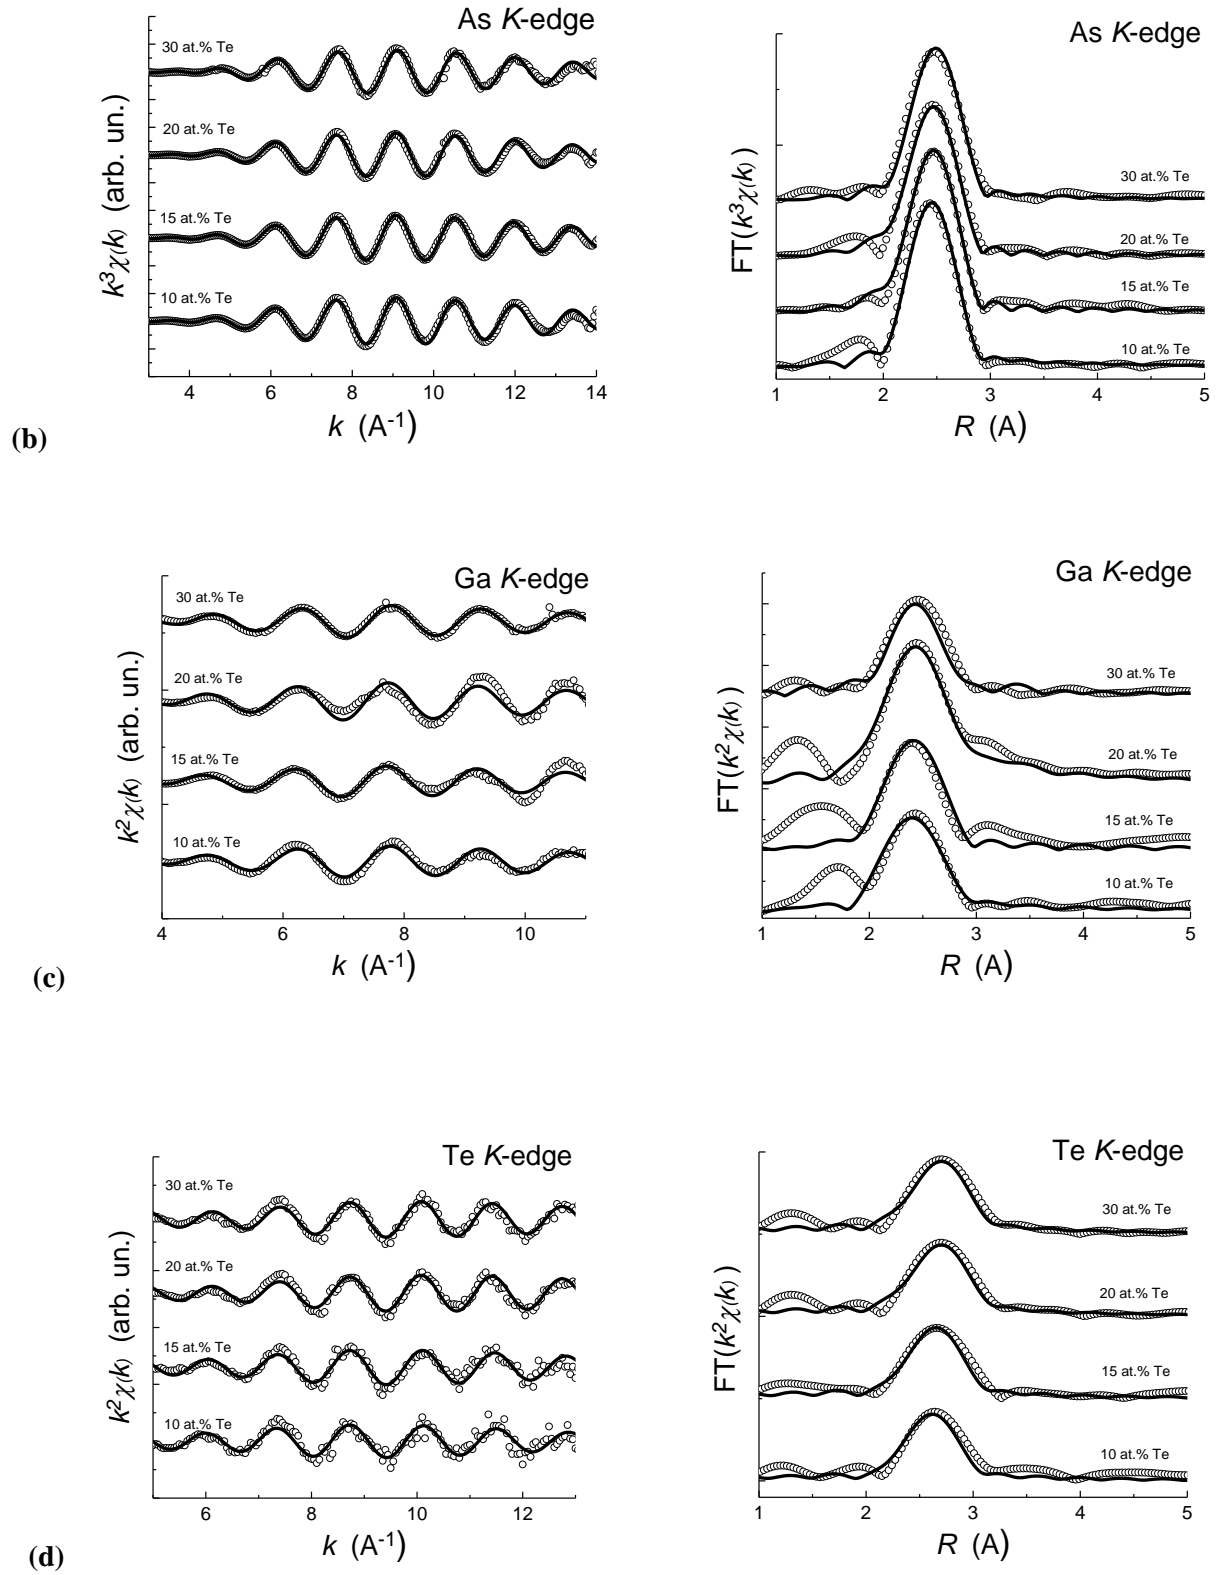 As K-edge
30 at.% Te
20 at.% Te
15 at.% Te
10 at.% Te
k³χ(k) (arb. un.)
4 6 8 10 12 14
k (A⁻¹)
As K-edge
30 at.% Te
20 at.% Te
15 at.% Te
10 at.% Te
FT(k³χ(k))
1 2 3 4 5
R (A)
(b)
Ga K-edge
30 at.% Te
20 at.% Te
15 at.% Te
10 at.% Te
k²χ(k) (arb. un.)
4 6 8 10
k (A⁻¹)
Ga K-edge
30 at.% Te
20 at.% Te
15 at.% Te
10 at.% Te
FT(k²χ(k))
1 2 3 4 5
R (A)
(c)
Te K-edge
30 at.% Te
20 at.% Te
15 at.% Te
10 at.% Te
k²χ(k) (arb. un.)
6 8 10 12
k (A⁻¹)
Te K-edge
30 at.% Te
20 at.% Te
15 at.% Te
10 at.% Te
FT(k²χ(k))
1 2 3 4 5
R (A)
(d)